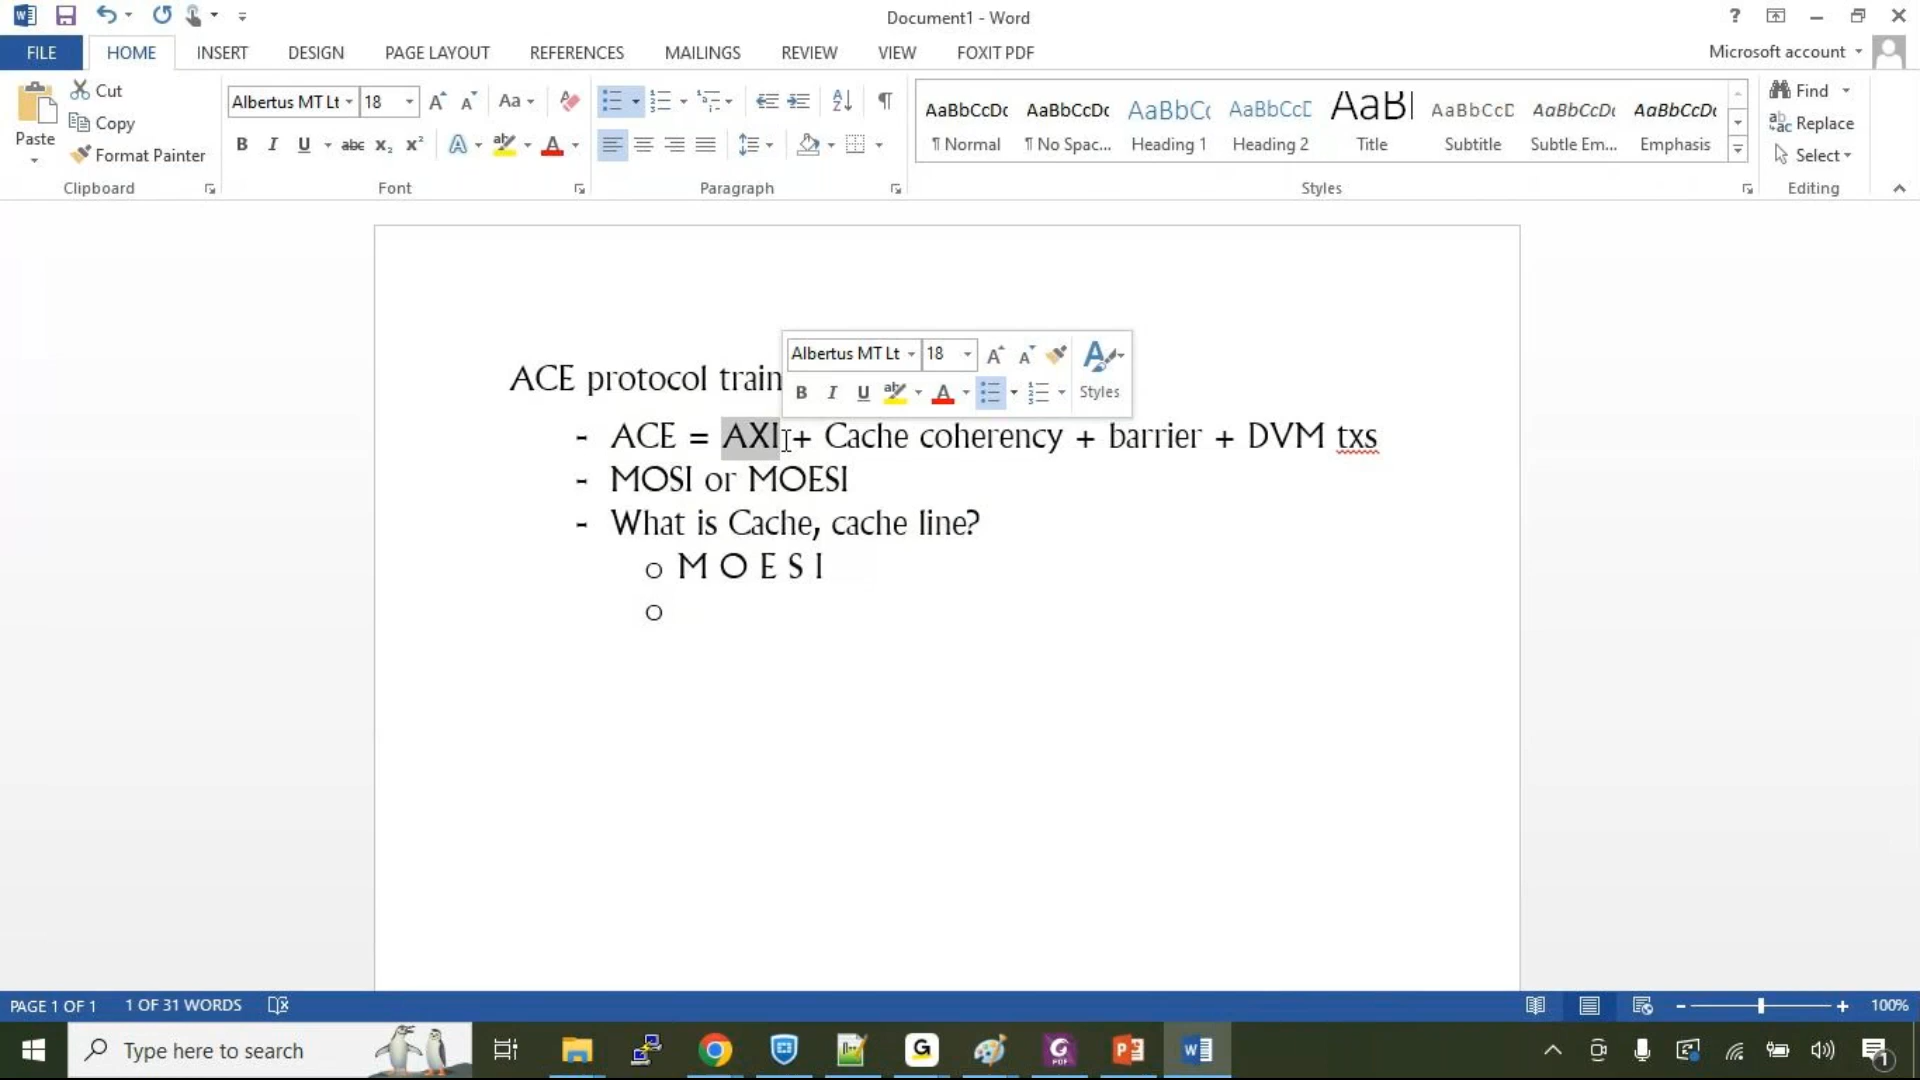 Document1 - Word
?
FILE HOME INSERT DESIGN PAGE LAYOUT REFERENCES MAILINGS REVIEW VIEW FOXIT PDF
Microsoft account
Paste
Cut
Copy
Format Painter
Clipboard
Albertus MT Lt 18
Font
Paragraph
AaBbCcDc AaBbCcDc AaBbCc AaBbCcD AaB AaBbCcD AaBbCcDc AaBbCcDc
¶ Normal ¶ No Spac... Heading 1 Heading 2 Title Subtitle Subtle Em... Emphasis
Styles
Find
Replace
Select
Editing
Albertus MT Lt 18
B I U Styles
ACE protocol train
- ACE = AXI + Cache coherency + barrier + DVM txs
- MOSI or MOESI
- What is Cache, cache line?
o M O E S I
o
PAGE 1 OF 1 1 OF 31 WORDS
100%
Type here to search